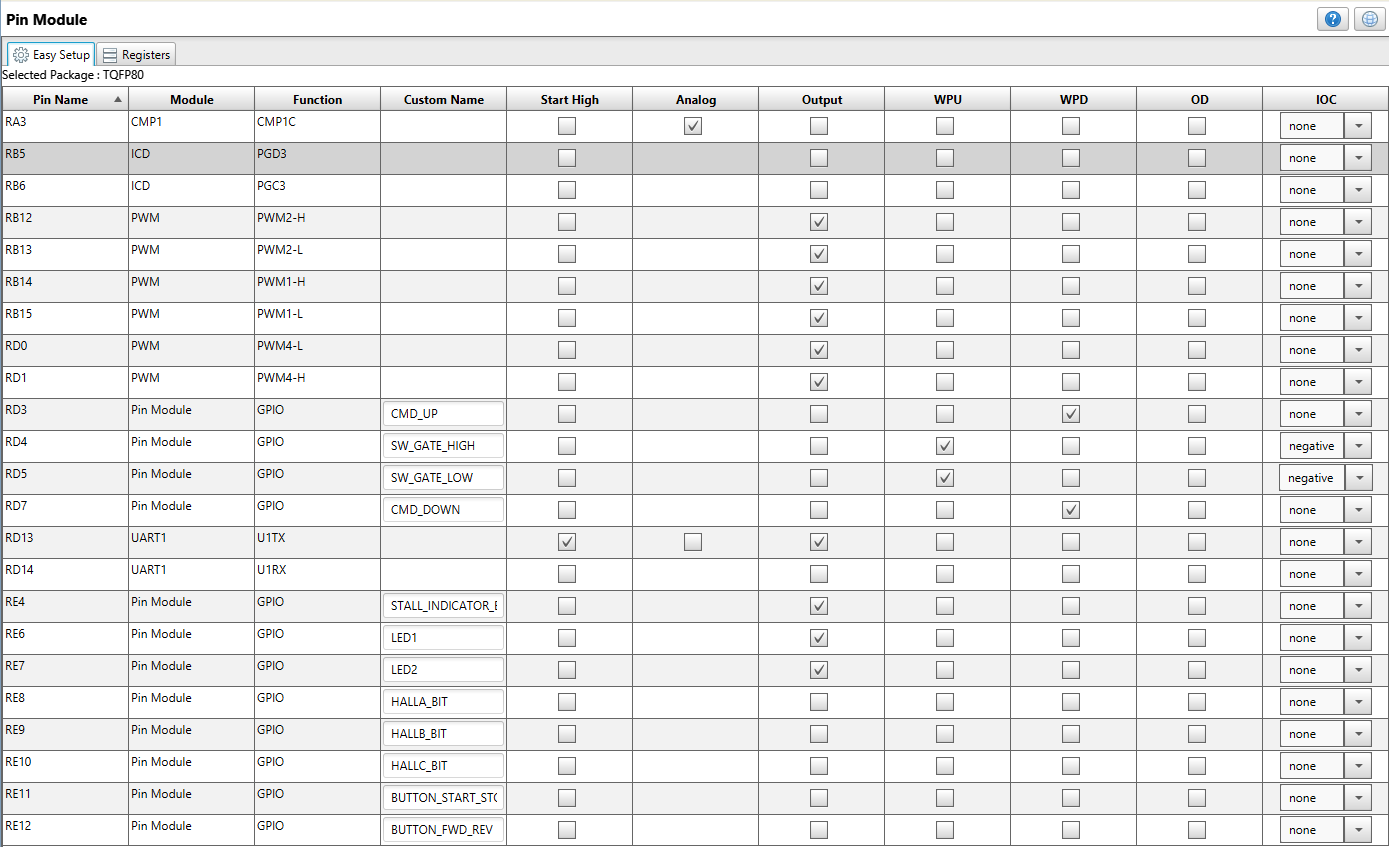 Pin Module
Easy Setup Registers
Selected Package : TQFP80
Pin Name Module Function Custom Name Start High Analog Output WPU WPD OD IOC
RA3 CMP1 CMP1C none
RB5 ICD PGD3 none
RB6 ICD PGC3 none
RB12 PWM PWM2-H none
RB13 PWM PWM2-L none
RB14 PWM PWM1-H none
RB15 PWM PWM1-L none
RD0 PWM PWM4-L none
RD1 PWM PWM4-H none
RD3 Pin Module GPIO CMD_UP none
RD4 Pin Module GPIO SW_GATE_HIGH negative
RD5 Pin Module GPIO SW_GATE_LOW negative
RD7 Pin Module GPIO CMD_DOWN none
RD13 UART1 U1TX none
RD14 UART1 U1RX none
RE4 Pin Module GPIO STALL_INDICATOR_E none
RE6 Pin Module GPIO LED1 none
RE7 Pin Module GPIO LED2 none
RE8 Pin Module GPIO HALLA_BIT none
RE9 Pin Module GPIO HALLB_BIT none
RE10 Pin Module GPIO HALLC_BIT none
RE11 Pin Module GPIO BUTTON_START_STO none
RE12 Pin Module GPIO BUTTON_FWD_REV none